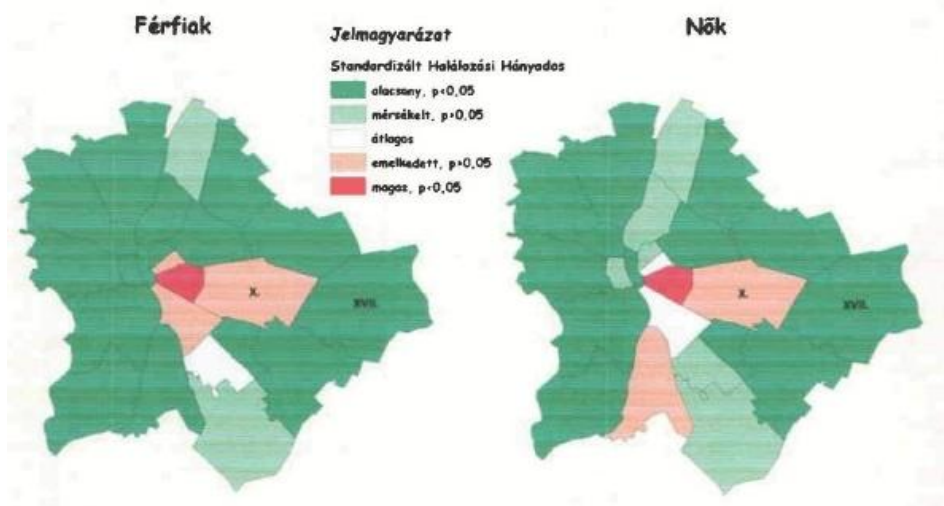 Férfiak
Jelmagyarázat
Standardizált Halálozási Hányados
alacsony, p<0,05
mérsékelt, p>0,05
átlagos
emelkedett, p>0,05
magas, p<0,05
Nők
X.
XVII.
X.
XVII.